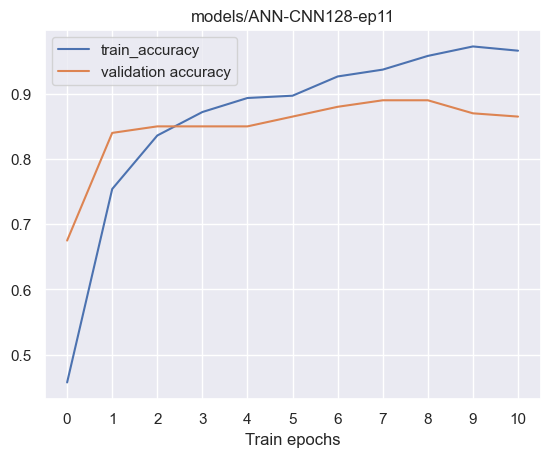 models/ANN-CNN128-ep11
train_accuracy
validation accuracy
0.9
0.8
0.7
0.6
0.5
0 1 2 3 4 5 6 7 8 9 10
Train epochs